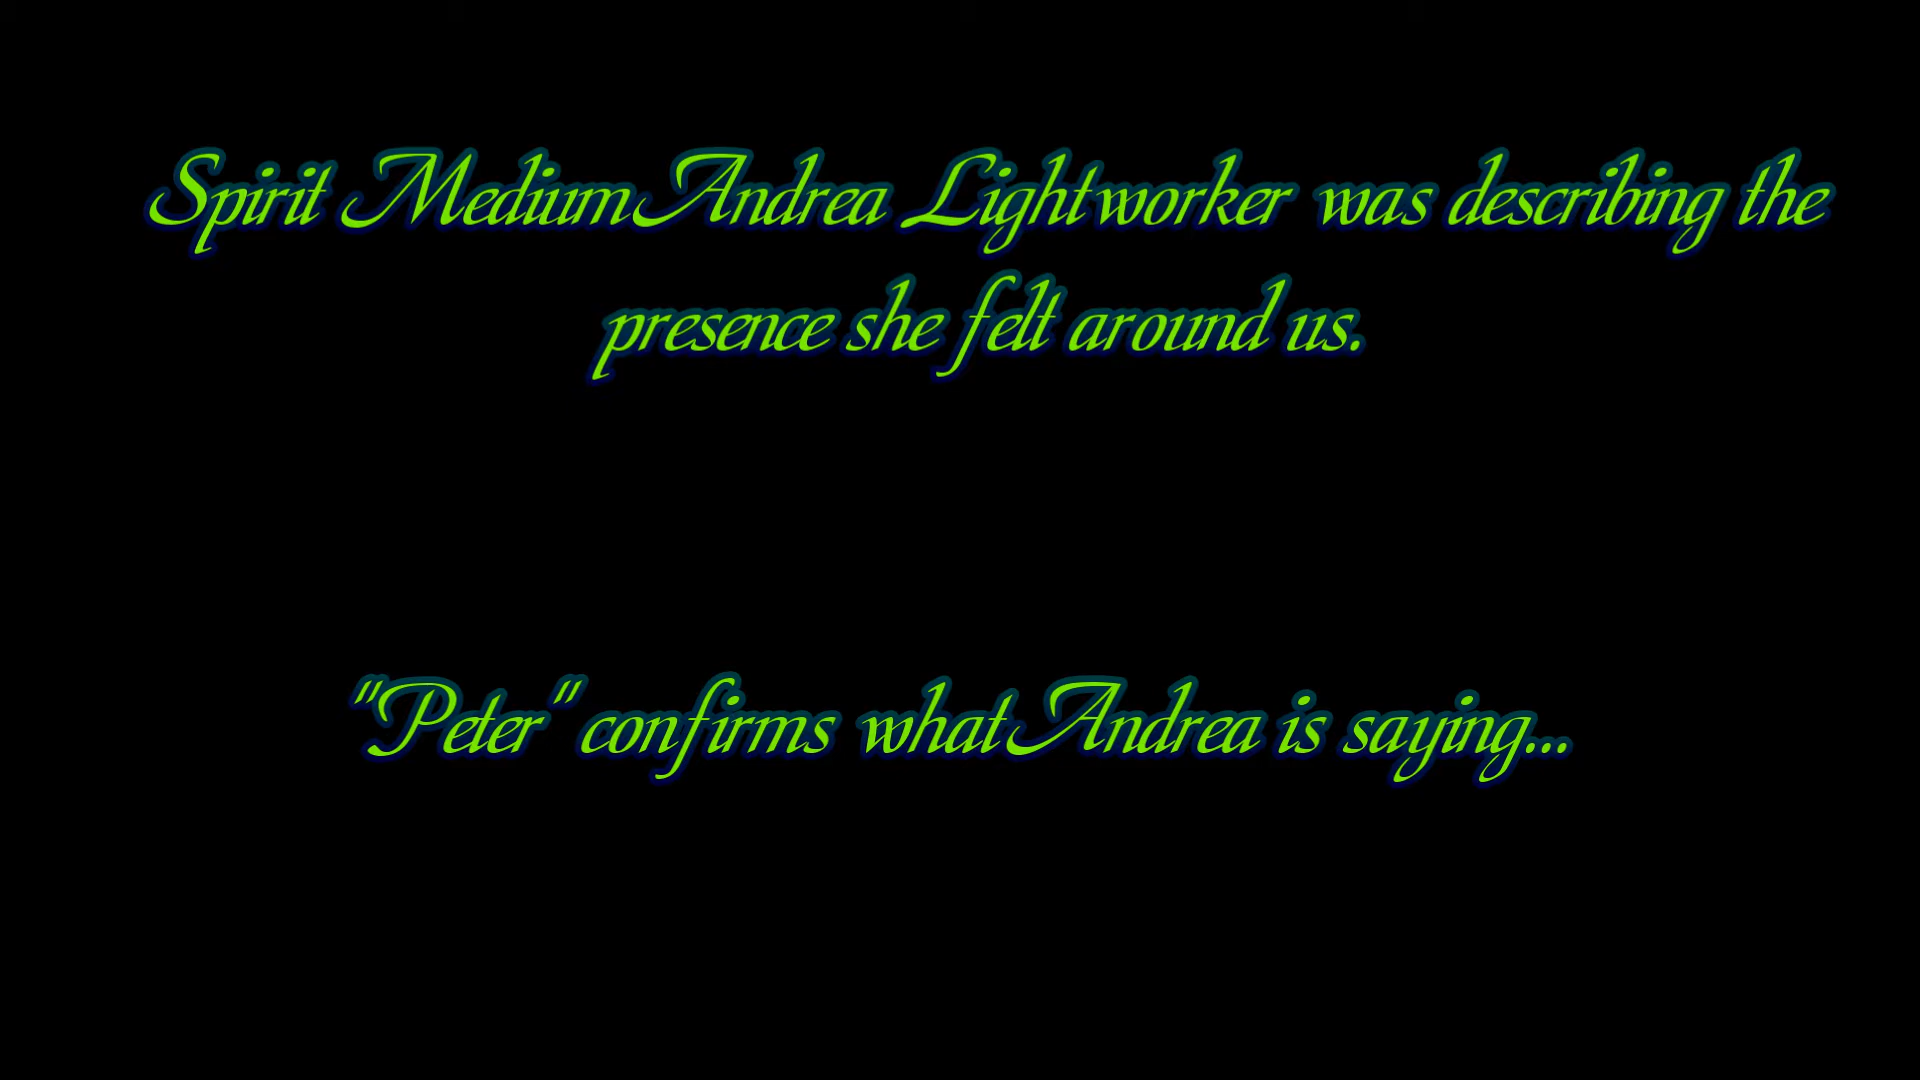 Spirit Medium Andrea Lightworker was describing the
presence she felt around us.
"Peter" confirms what Andrea is saying...